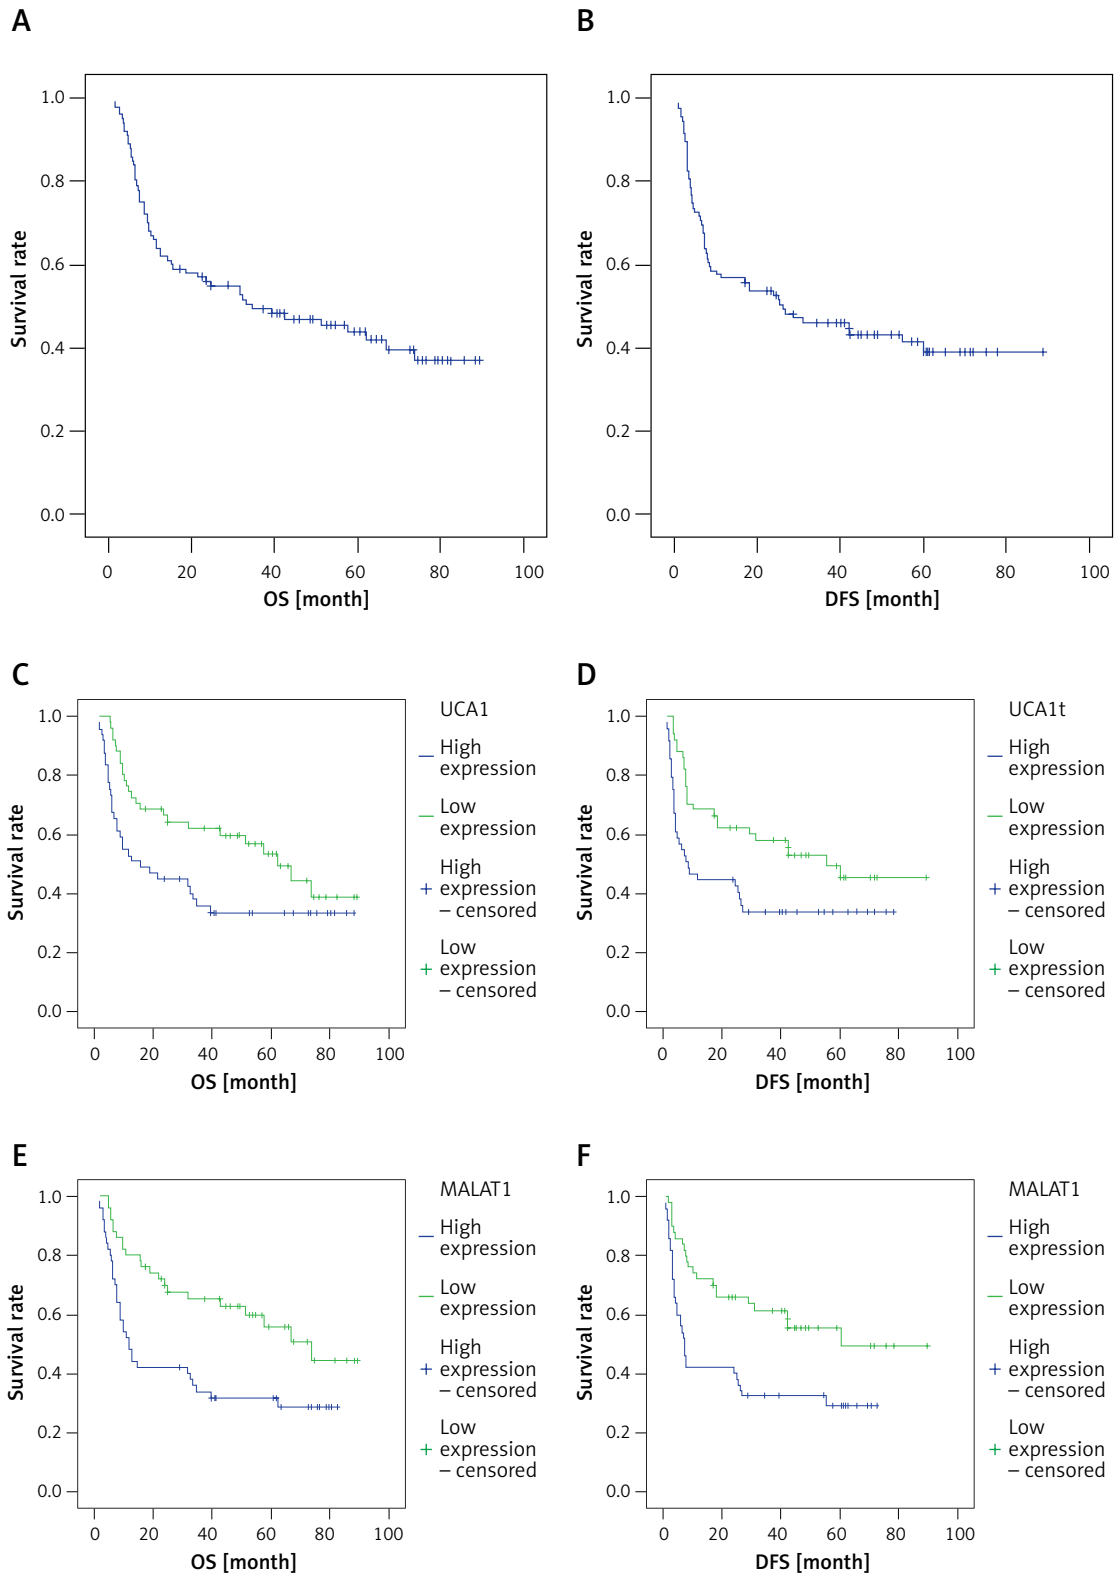 A
1.0
0.8
0.6
0.4
0.2
0.0
Survival rate
0 20 40 60 80 100
OS [month]
B
1.0
0.8
0.6
0.4
0.2
0.0
Survival rate
0 20 40 60 80 100
DFS [month]
C
1.0
0.8
0.6
0.4
0.2
0.0
Survival rate
0 20 40 60 80 100
OS [month]
UCA1
High
expression
Low
expression
High
expression
– censored
Low
expression
– censored
D
1.0
0.8
0.6
0.4
0.2
0.0
Survival rate
0 20 40 60 80 100
DFS [month]
UCA1t
High
expression
Low
expression
High
expression
– censored
Low
expression
– censored
E
1.0
0.8
0.6
0.4
0.2
0.0
Survival rate
0 20 40 60 80 100
OS [month]
MALAT1
High
expression
Low
expression
High
expression
– censored
Low
expression
– censored
F
1.0
0.8
0.6
0.4
0.2
0.0
Survival rate
0 20 40 60 80 100
DFS [month]
MALAT1
High
expression
Low
expression
High
expression
– censored
Low
expression
– censored